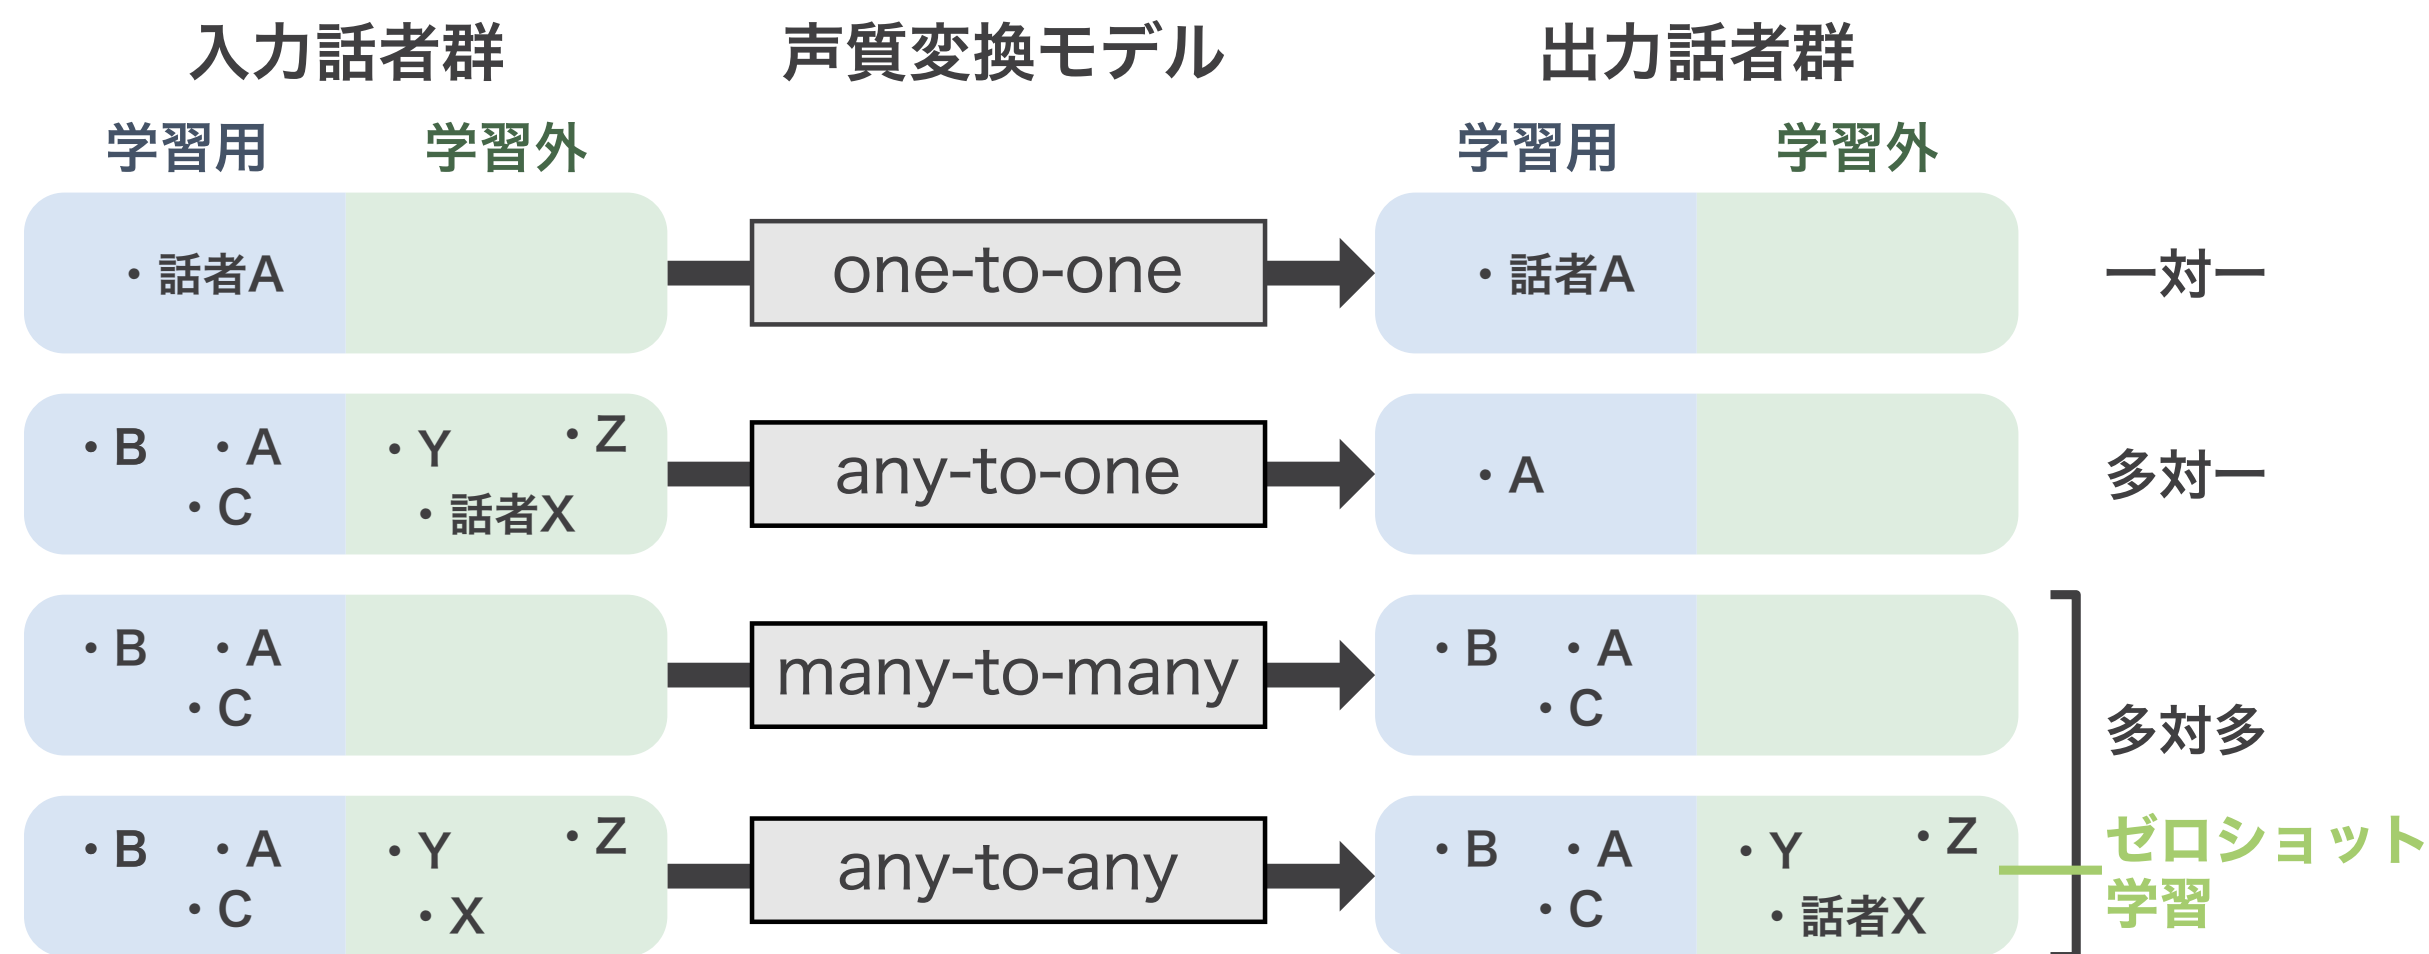 入力話者群 声質変換モデル 出力話者群
学習用 学習外 学習用 学習外
・話者A one-to-one ・話者A 一対一
・B ・A ・Y ・Z
・C ・話者X
any-to-one
・A
多対一
・B ・A
・C
many-to-many
・B ・A
・C
多対多
・B ・A ・Y ・Z
・C ・X
any-to-any
・B ・A ・Y ・Z
・C ・話者X
ゼロショット
学習